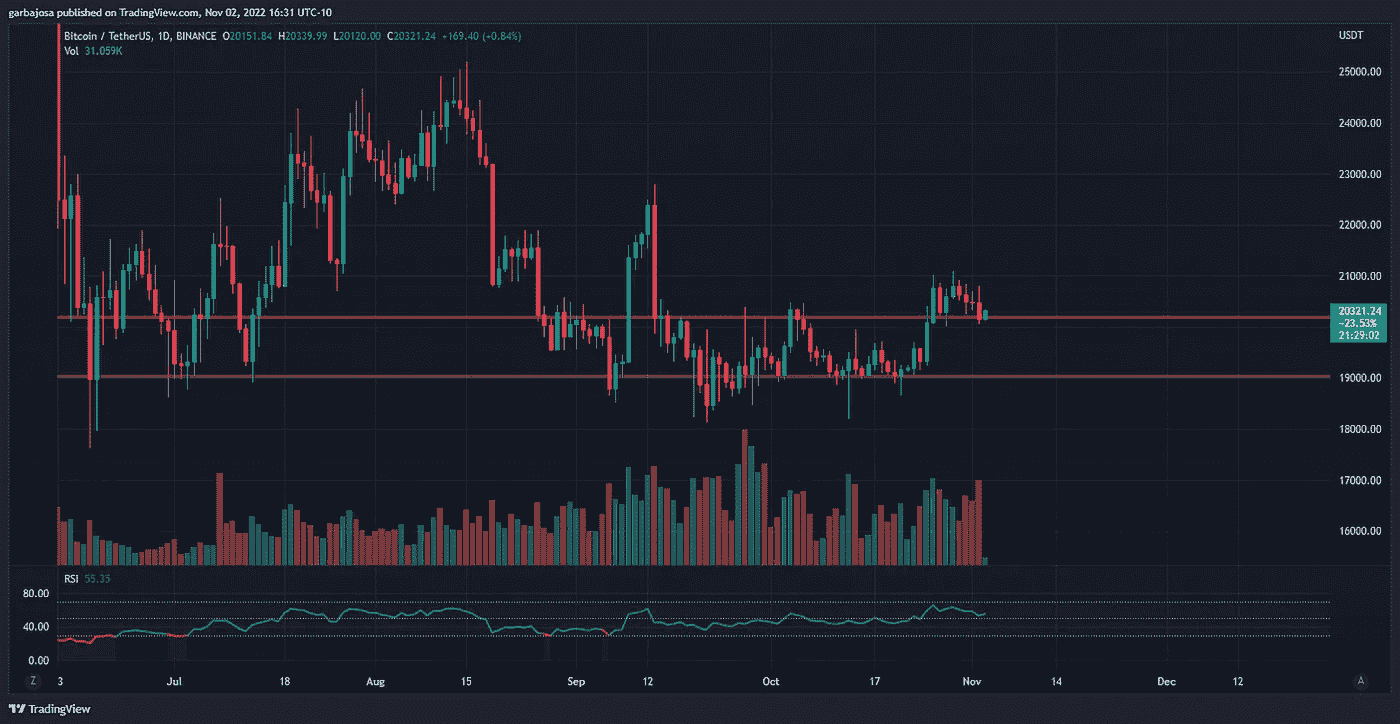 garbajosa published on TradingView.com, Nov 02, 2022 16:31 UTC-10
Bitcoin / TetherUS, 1D, BINANCE O20151.84 H20339.99 L20120.00 C20321.24 +169.40 (+0.84%)
USDT
Vol 31.059K
25000.00
24000.00
23000.00
22000.00
21000.00
20321.24
-23.53%
21:29:02
19000.00
18000.00
17000.00
16000.00
RSI 55.35
80.00
40.00
0.00
Z 3 Jul 18 Aug 15 Sep 12 Oct 17 Nov 14 Dec 12 A
TradingView